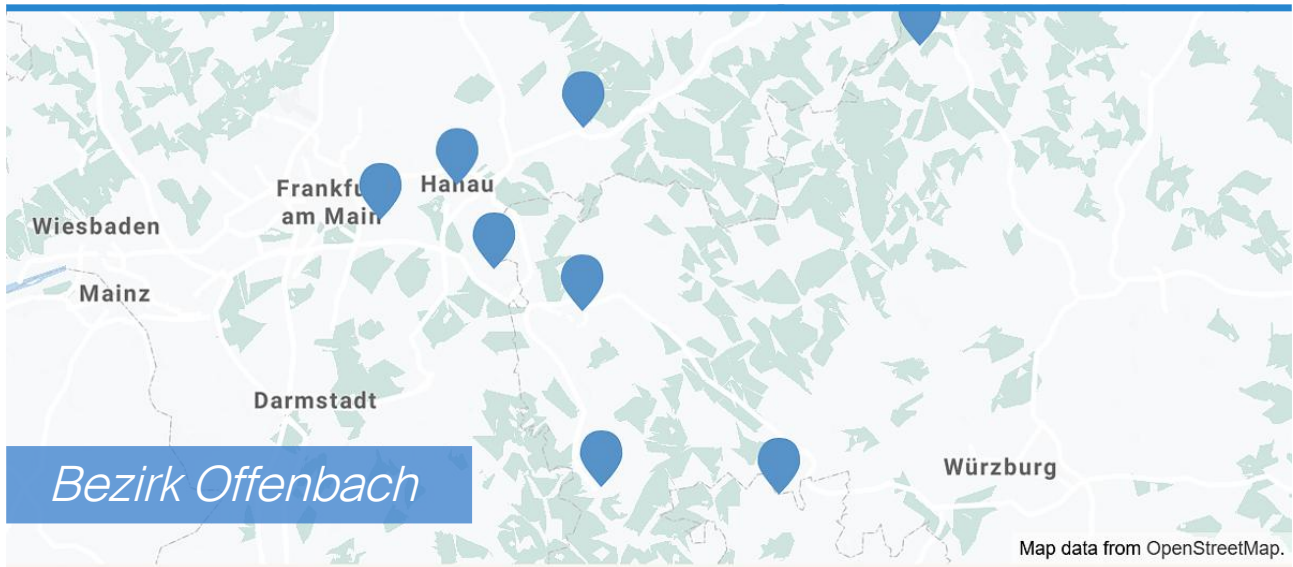 Frankfu
am Main
Hanau
Wiesbaden
Mainz
Darmstadt
Bezirk Offenbach
Würzburg
Map data from OpenStreetMap.